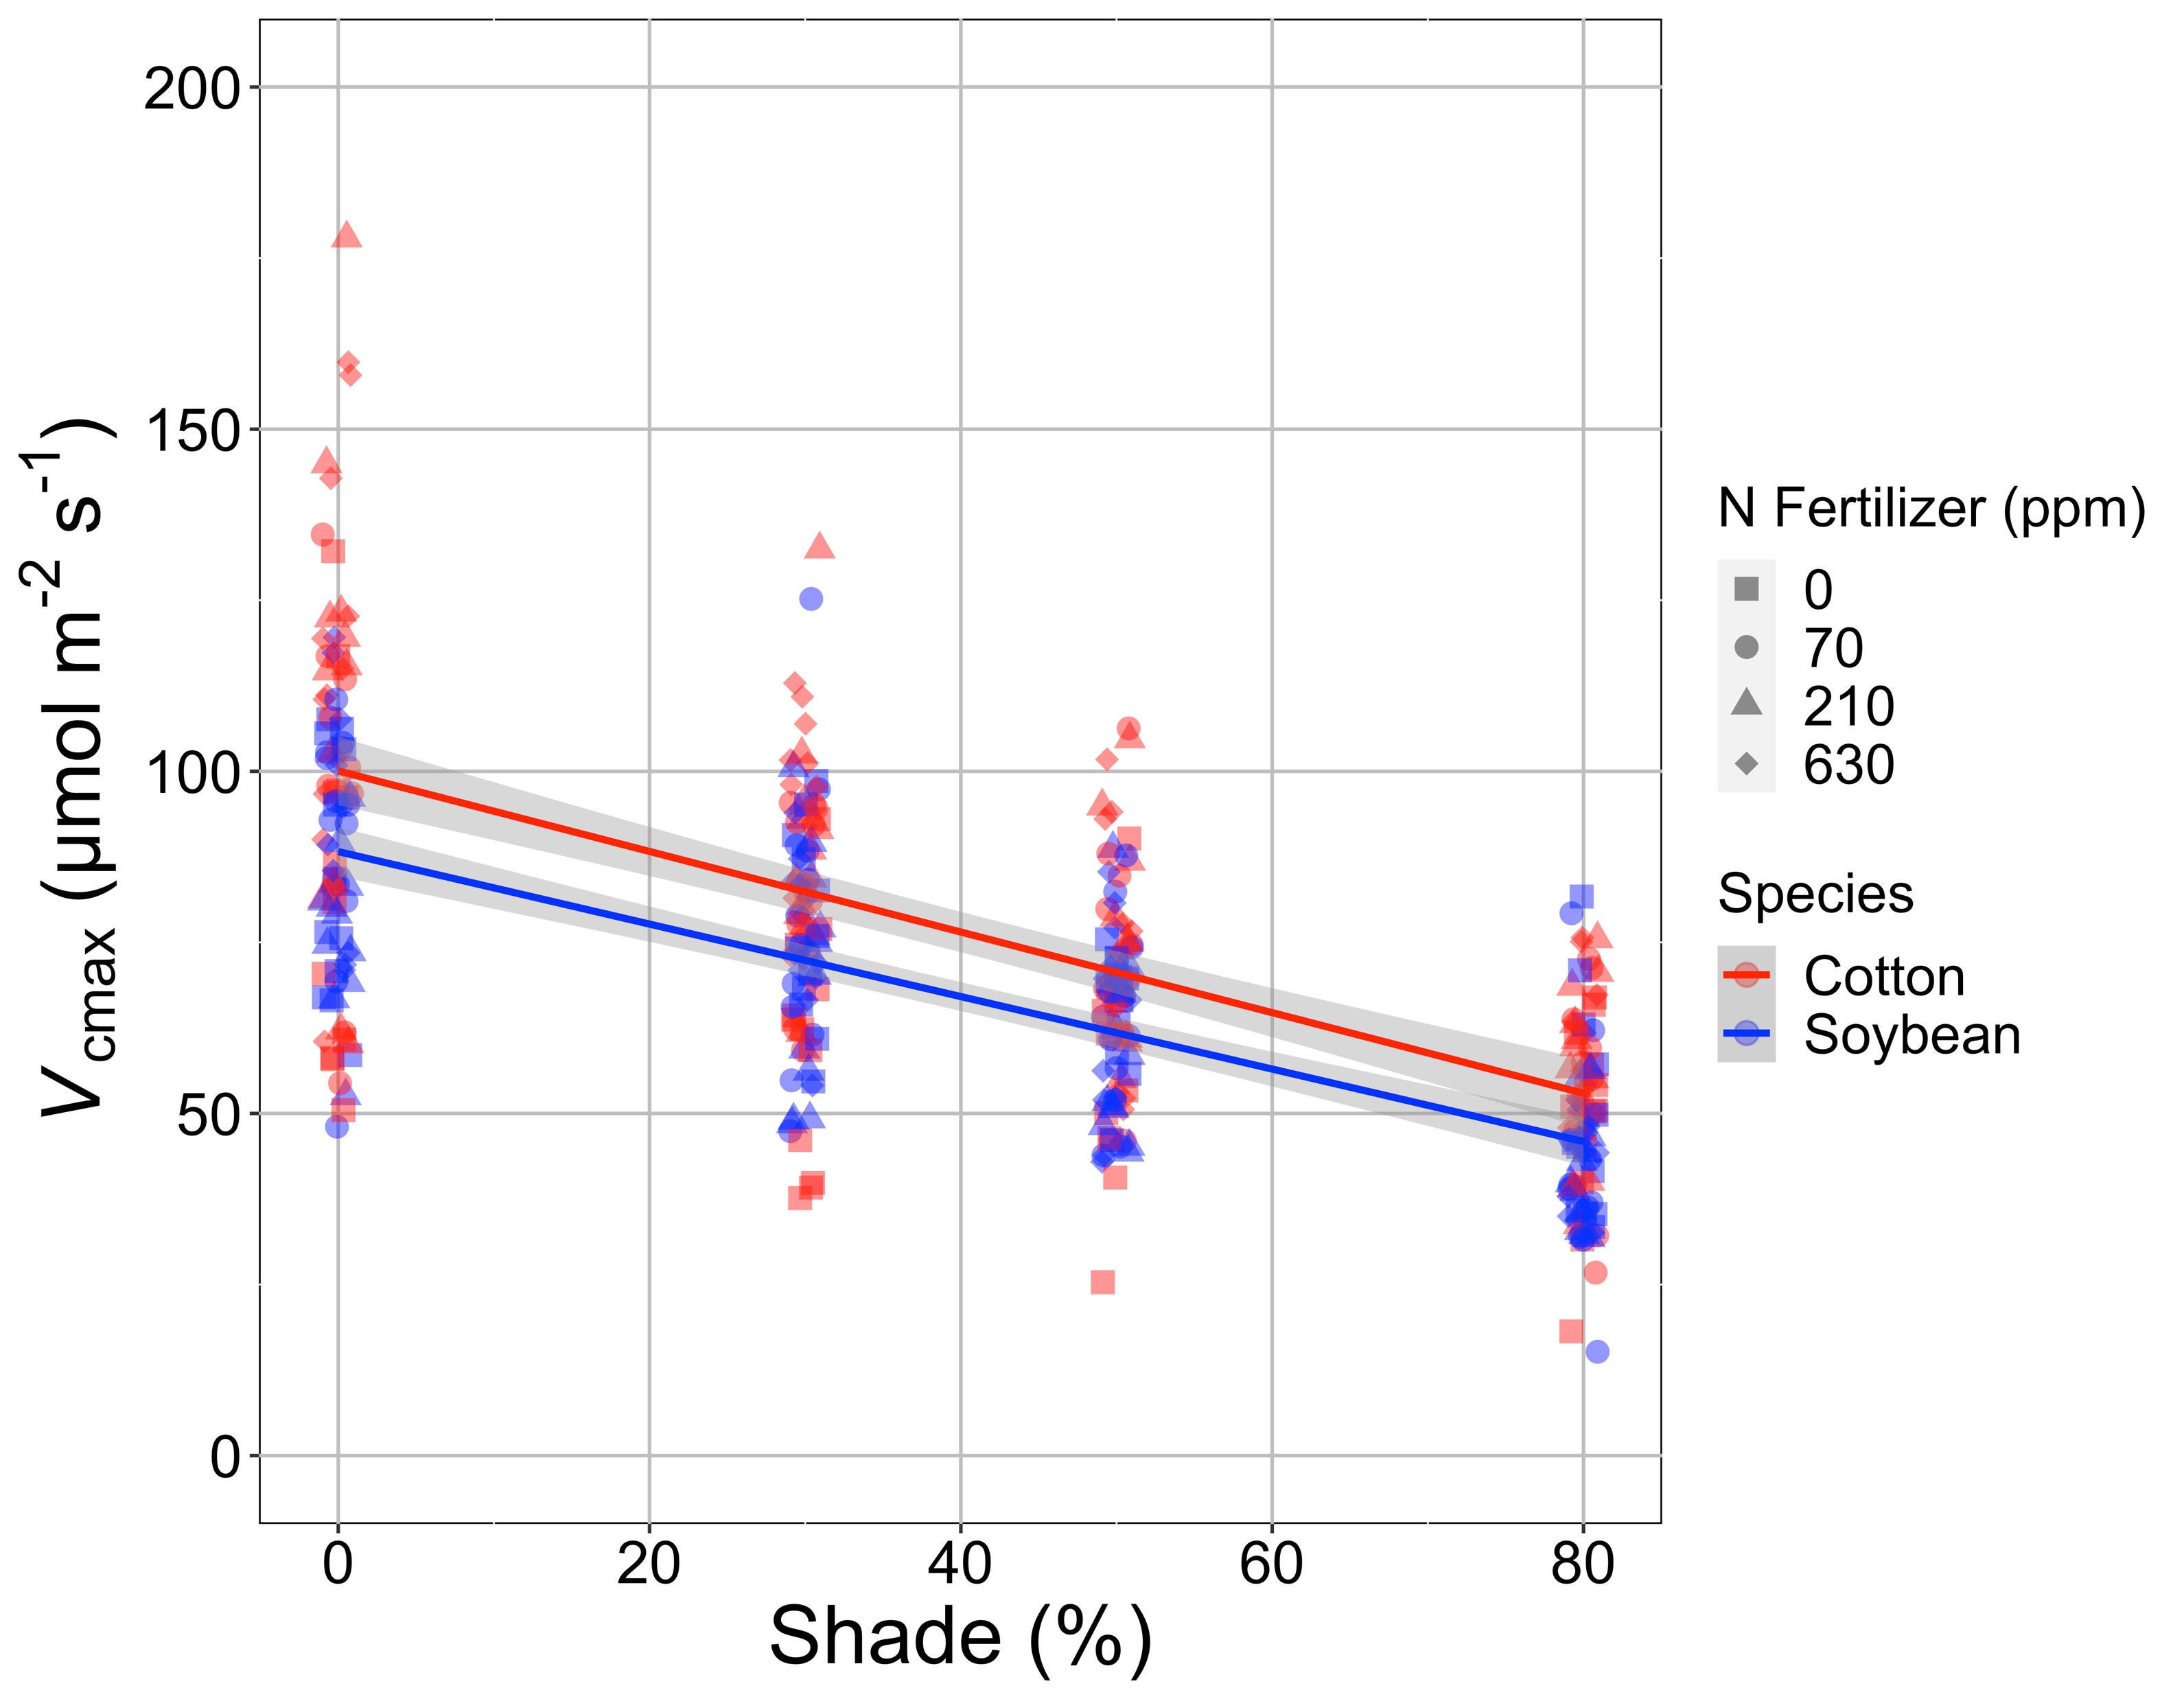 200
150
100
50
0
Vcmax (μmol m-2 s-1)
0 20 40 60 80
Shade (%)
N Fertilizer (ppm)
0
70
210
630
Species
Cotton
Soybean